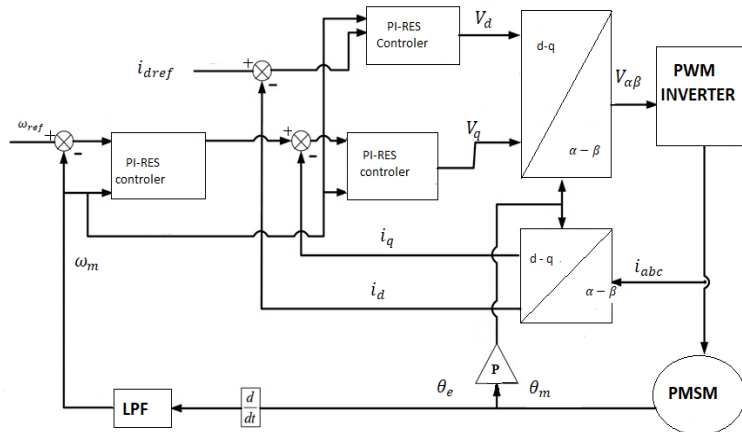 PI-RES
Controler
V_d
d-q
i_dref
+
-
V_αβ
PWM
INVERTER
ω_ref
+
-
PI-RES
controler
+
-
PI-RES
controler
V_q
α − β
i_q
d - q
α − β
i_abc
ω_m
i_d
P
θ_e
θ_m
PMSM
LPF
d
dt